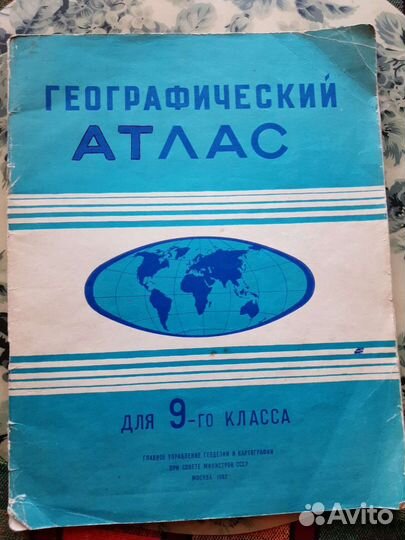 ГЕОГРАФИЧЕСКИЙ
АТЛАС
ДЛЯ 9-ГО КЛАССА
ГЛАВНОЕ УПРАВЛЕНИЕ ГЕОДЕЗИИ И КАРТОГРАФИИ
ПРИ СОВЕТЕ МИНИСТРОВ СССР
МОСКВА
Avito